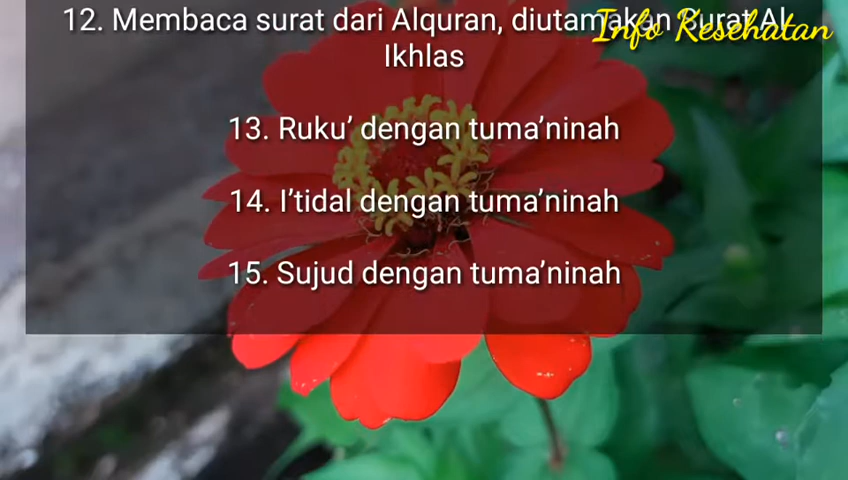 12. Membaca surat dari Alquran, diutamakan Surat Al
Ikhlas
13. Ruku' dengan tuma'ninah
14. I'tidal dengan tuma'ninah
15. Sujud dengan tuma'ninah
Info Resehatan